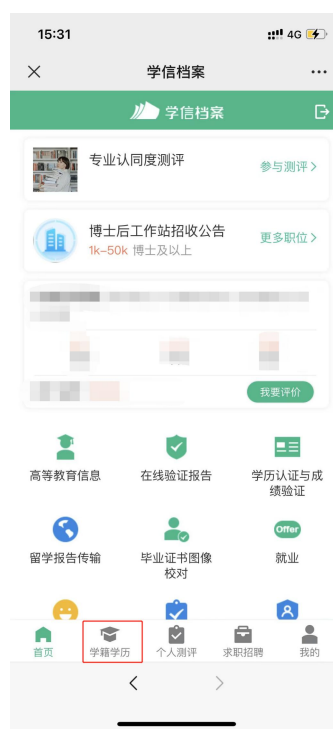 15:31
4G
学信档案
学信档案
专业认同度测评
参与测评
博士后工作站招收公告
1k–50k 博士及以上
更多职位
我要评价
高等教育信息
在线验证报告
学历认证与成
绩验证
留学报告传输
毕业证书图像
校对
Offer
就业
首页
学籍学历
个人测评
求职招聘
我的